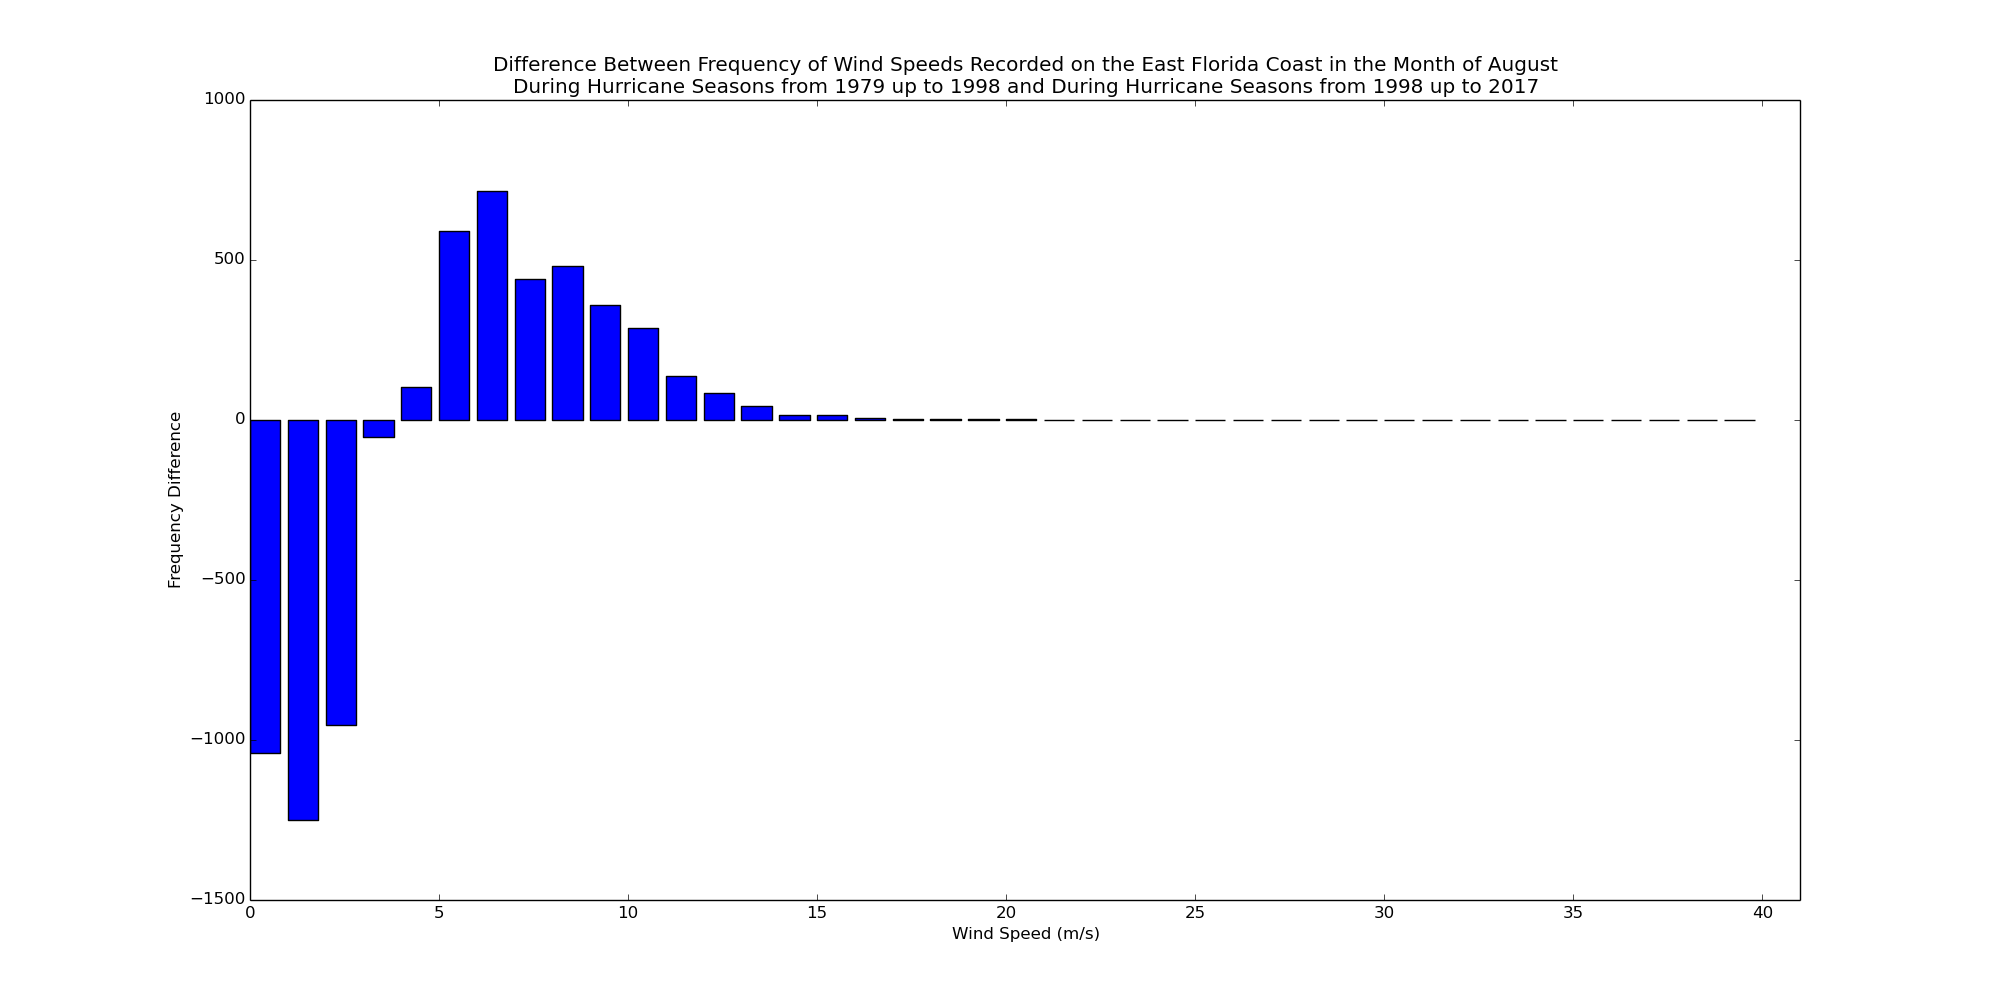 Difference Between Frequency of Wind Speeds Recorded on the East Florida Coast in the Month of August
During Hurricane Seasons from 1979 up to 1998 and During Hurricane Seasons from 1998 up to 2017
1000
500
0
−500
−1000
−1500
Frequency Difference
0 5 10 15 20 25 30 35 40
Wind Speed (m/s)